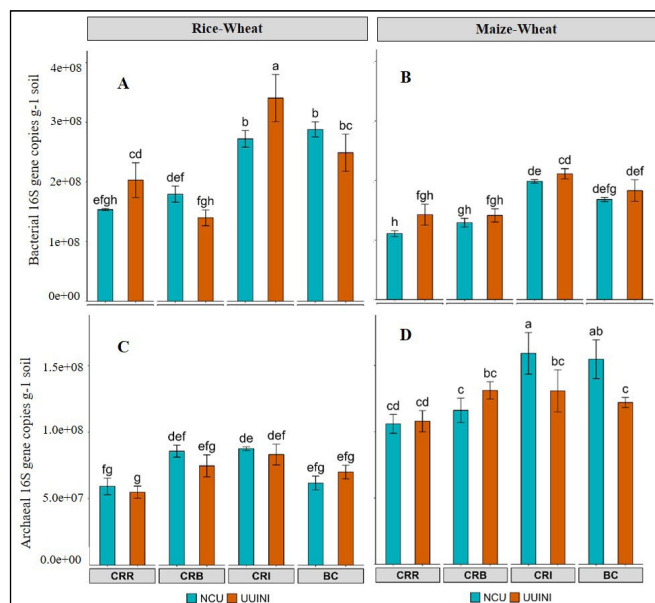 Rice-Wheat
Maize-Wheat
Bacterial 16S gene copies g-1 soil
4e+08
3e+08
2e+08
1e+08
0e+00
A
efgh
cd
def
fgh
b
a
b
bc
B
h
fgh
gh
fgh
de
cd
defg
def
Archaeal 16S gene copies g-1 soil
1.5e+08
1.0e+08
5.0e+07
0.0e+00
C
fg
g
def
efg
de
def
efg
efg
D
cd
cd
c
bc
a
bc
ab
c
CRR
CRB
CRI
BC
CRR
CRB
CRI
BC
NCU
UUINI
NCU
UUINI